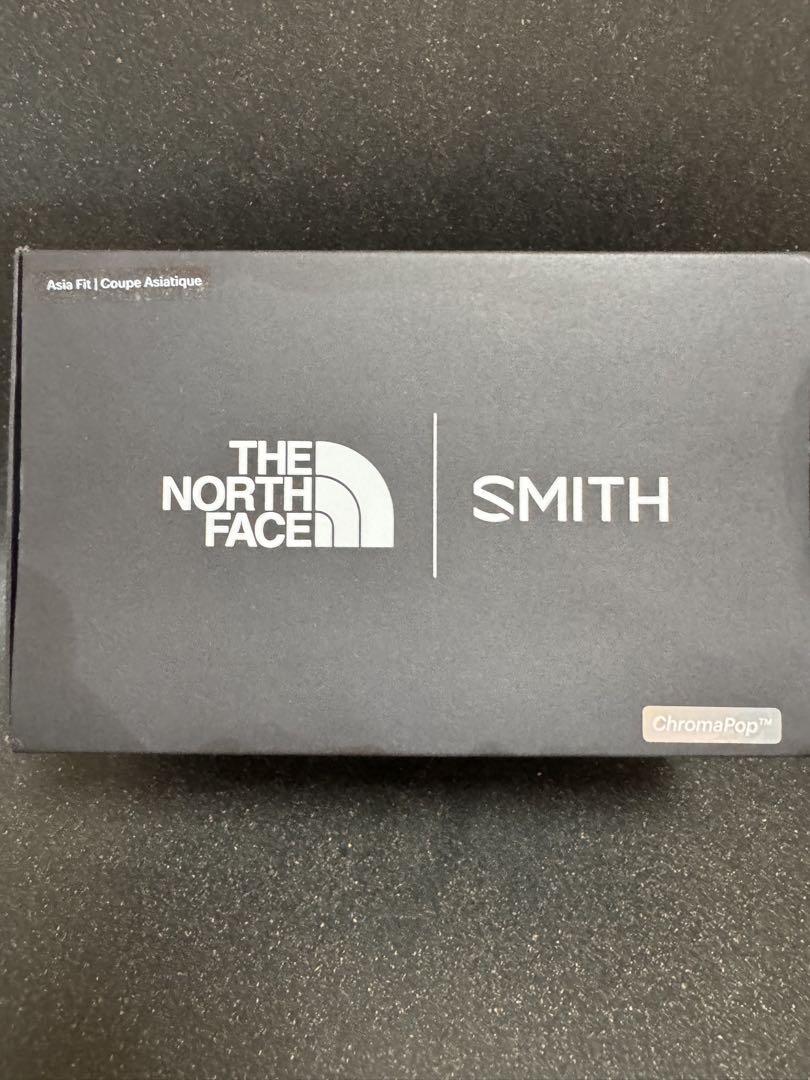 Asia Fit | Coupe Asiatique
THE
NORTH
FACE
SMITH
ChromaPop™